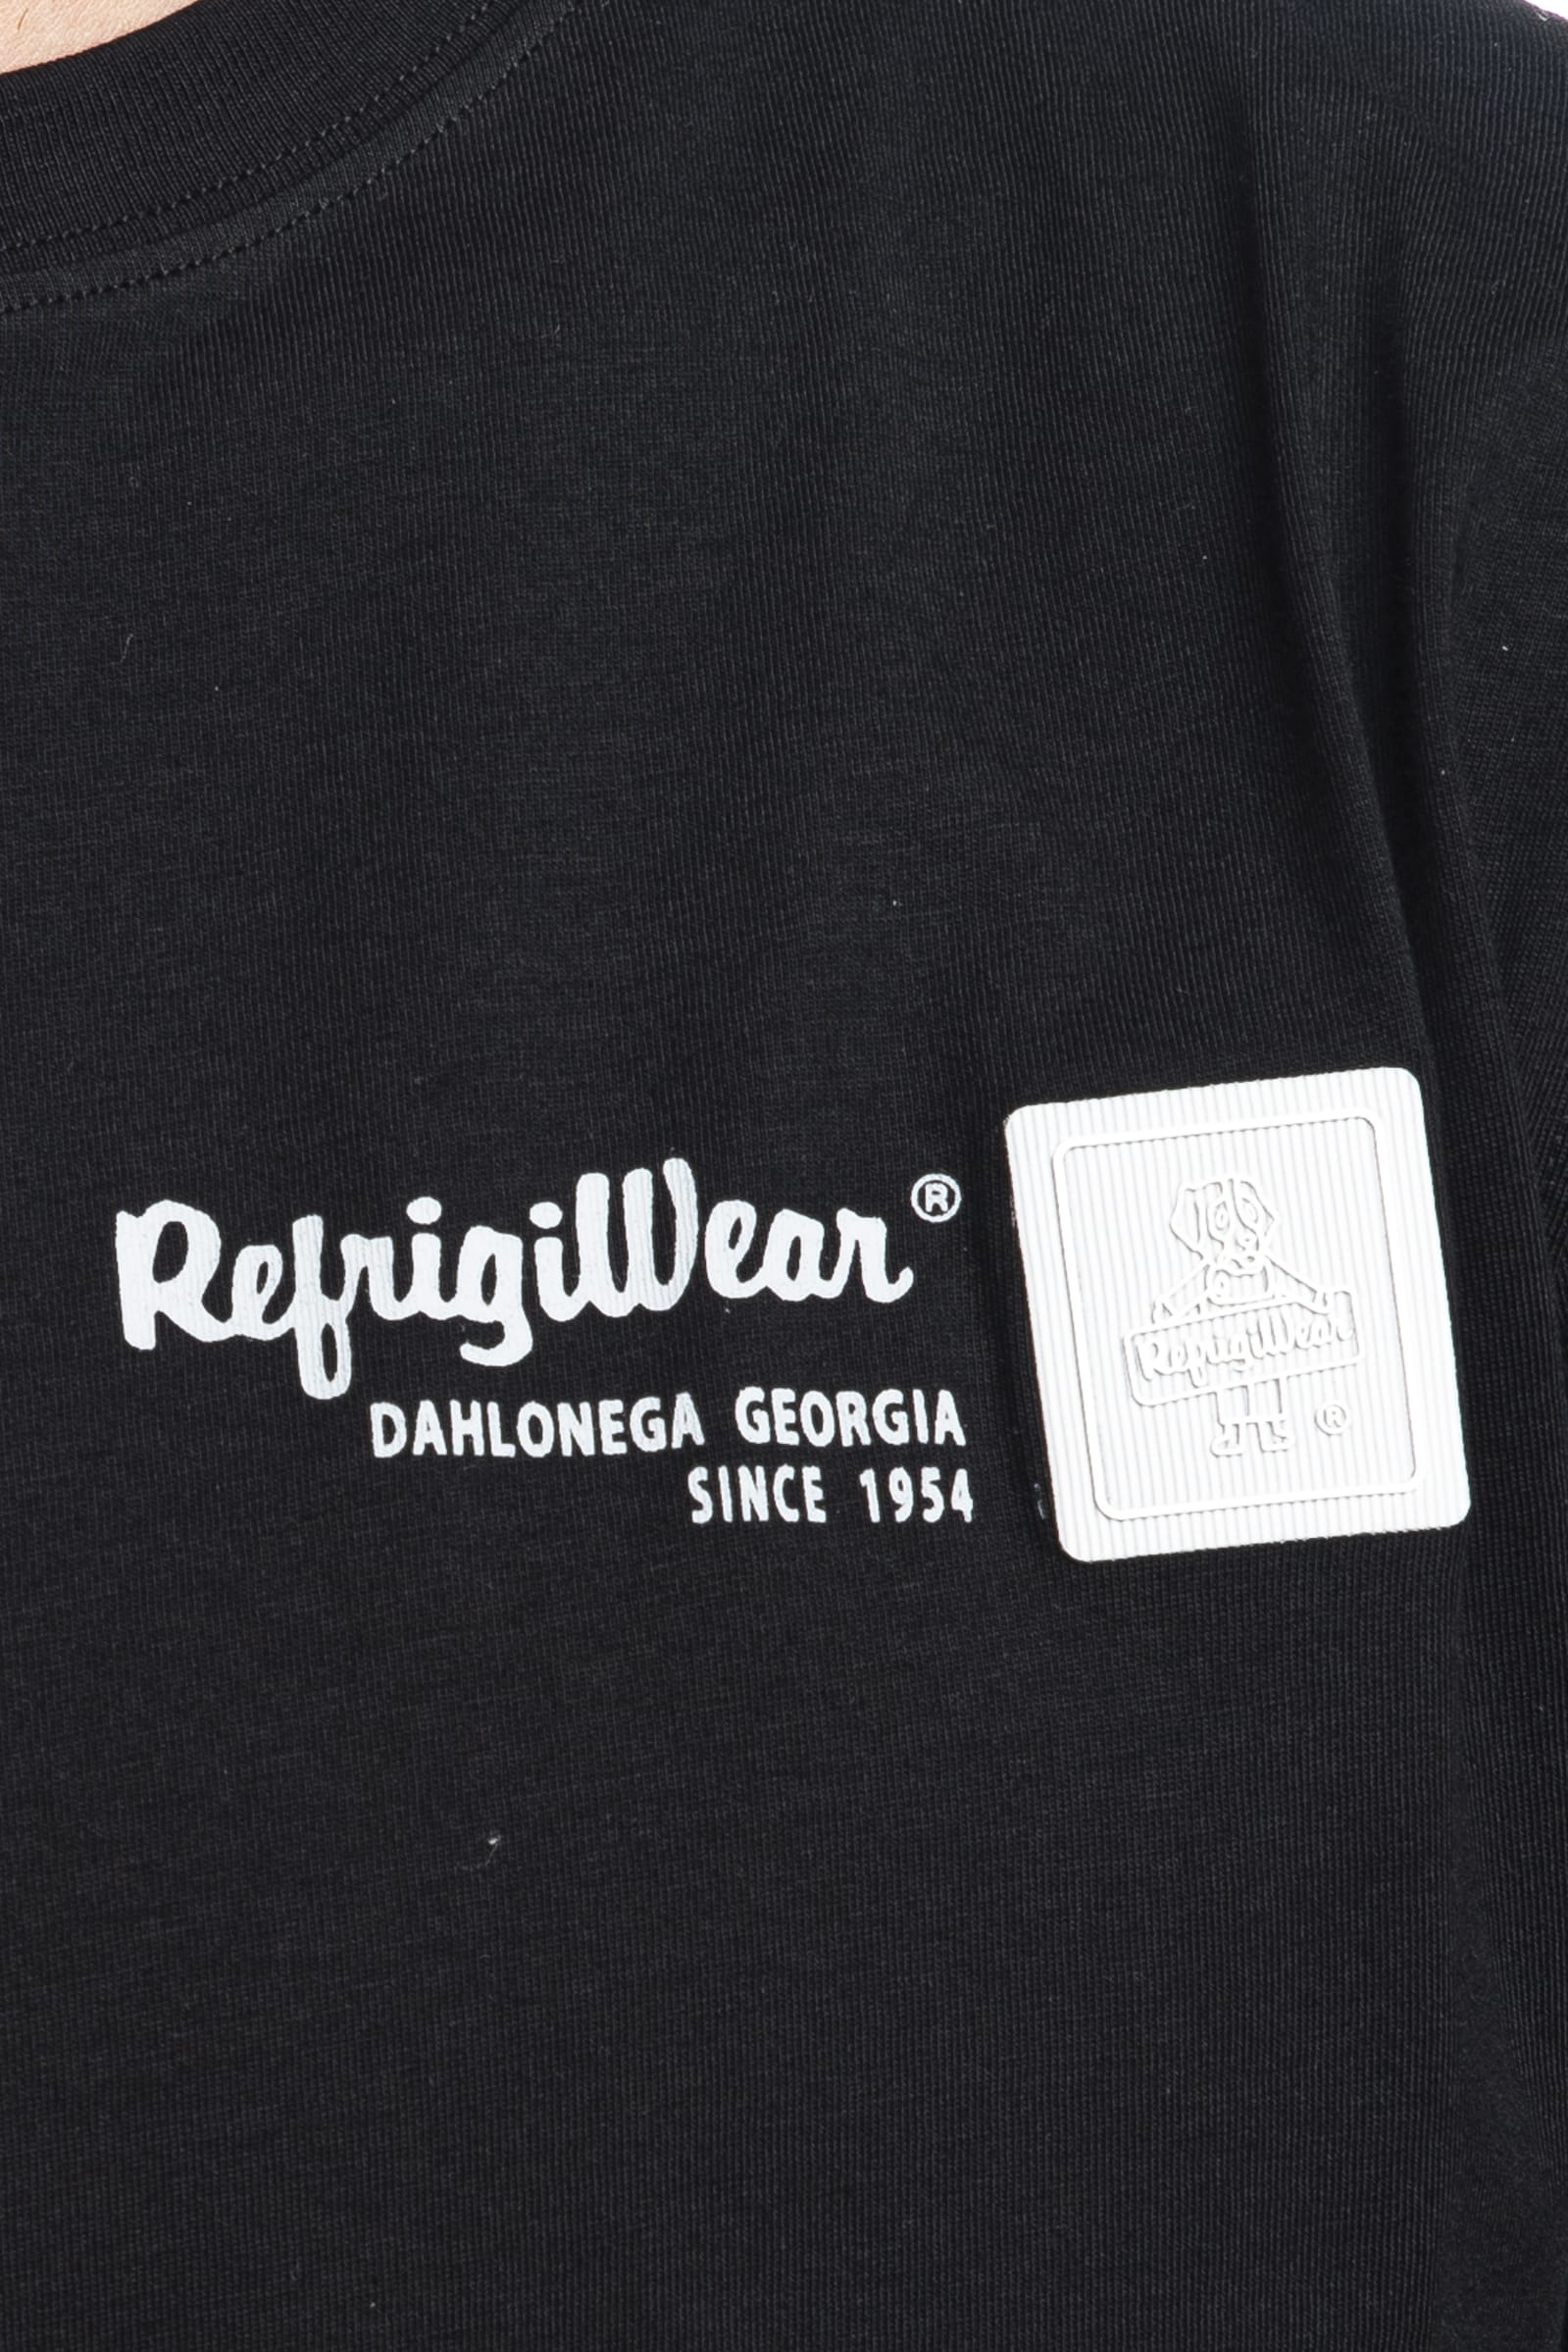 RefrigiWear®
DAHLONEGA GEORGIA
SINCE 1954
RefrigiWear
®